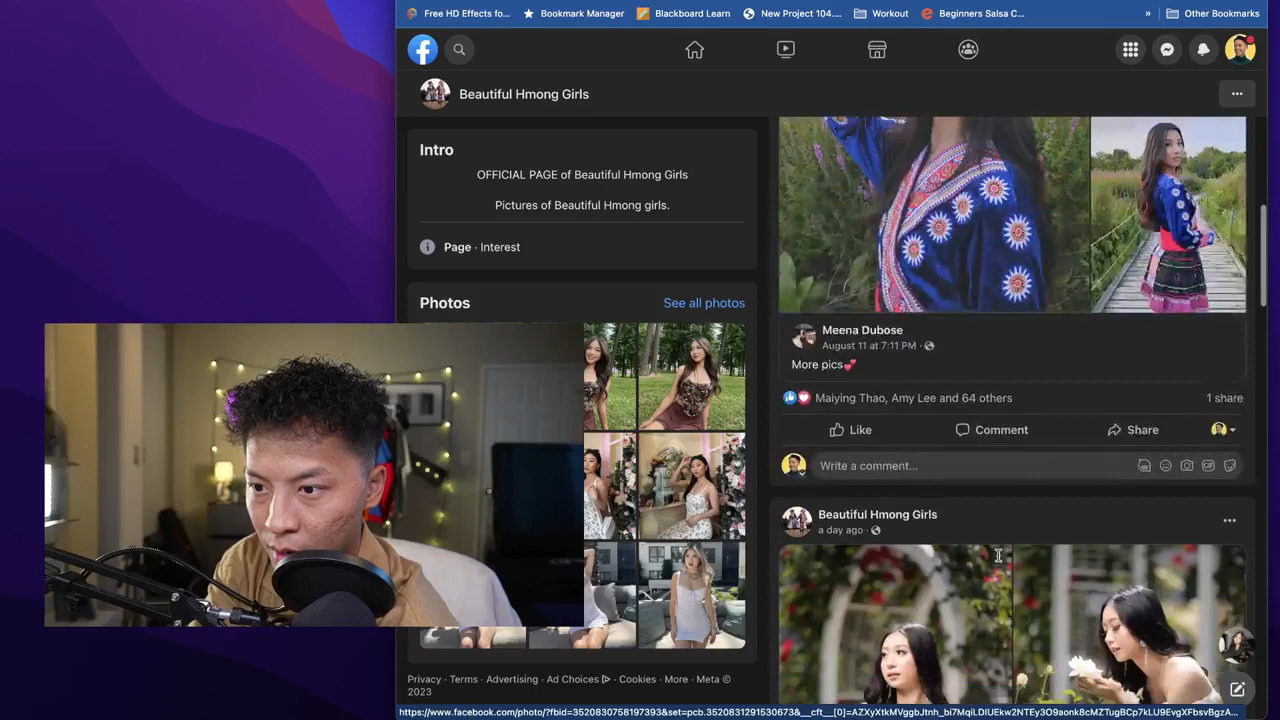 Free HD Effects fo...
Bookmark Manager
Blackboard Learn
New Project 104....
Workout
Beginners Salsa C...
»
Other Bookmarks
Beautiful Hmong Girls
Intro
OFFICIAL PAGE of Beautiful Hmong Girls
Pictures of Beautiful Hmong girls.
Page · Interest
Photos
See all photos
Privacy · Terms · Advertising · Ad Choices · Cookies · More · Meta ©
2023
Meena Dubose
August 11 at 7:11 PM ·
More pics💕
Maiying Thao, Amy Lee and 64 others
1 share
Like
Comment
Share
Write a comment...
Beautiful Hmong Girls
a day ago ·